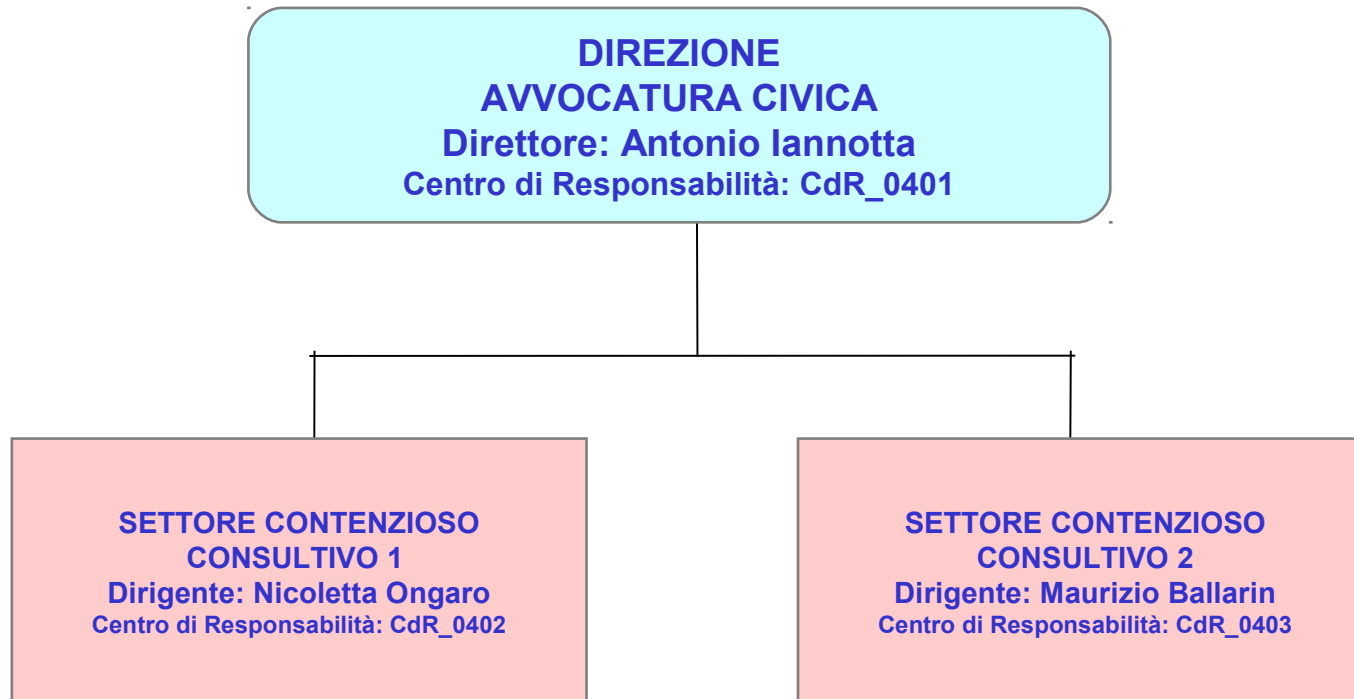 DIREZIONE
AVVOCATURA CIVICA
Direttore: Antonio Iannotta
Centro di Responsabilità: CdR_0401
SETTORE CONTENZIOSO
CONSULTIVO 1
Dirigente: Nicoletta Ongaro
Centro di Responsabilità: CdR_0402
SETTORE CONTENZIOSO
CONSULTIVO 2
Dirigente: Maurizio Ballarin
Centro di Responsabilità: CdR_0403